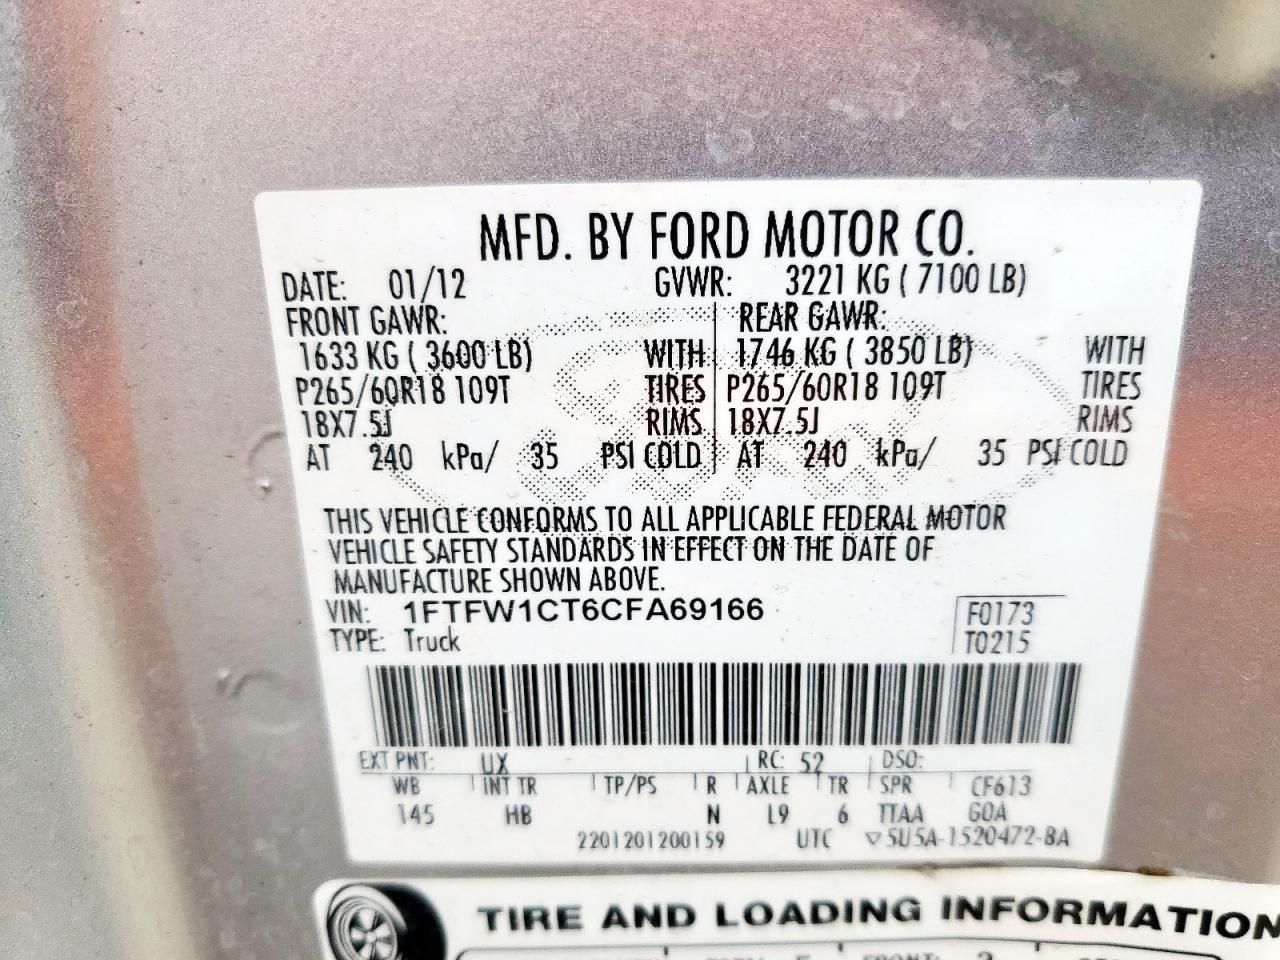 MFD. BY FORD MOTOR CO.
DATE: 01/12 GVWR: 3221 KG ( 7100 LB)
FRONT GAWR: REAR GAWR:
1633 KG ( 3600 LB) WITH 1746 KG ( 3850 LB) WITH
P265/60R18 109T TIRES P265/60R18 109T TIRES
18X7.5J RIMS 18X7.5J RIMS
AT 240 kPa/ 35 PSI COLD AT 240 kPa/ 35 PSI COLD
THIS VEHICLE CONFORMS TO ALL APPLICABLE FEDERAL MOTOR
VEHICLE SAFETY STANDARDS IN EFFECT ON THE DATE OF
MANUFACTURE SHOWN ABOVE.
VIN: 1FTFW1CT6CFA69166 F0173
TYPE: Truck T0215
EXT PNT: UX RC: 52 DSO:
WB INT TR TP/PS R AXLE TR SPR CF613
145 HB N L9 6 TTAA GOA
2201201200159 UTC ▽5U5A-1520472-BA
TIRE AND LOADING INFORMATION